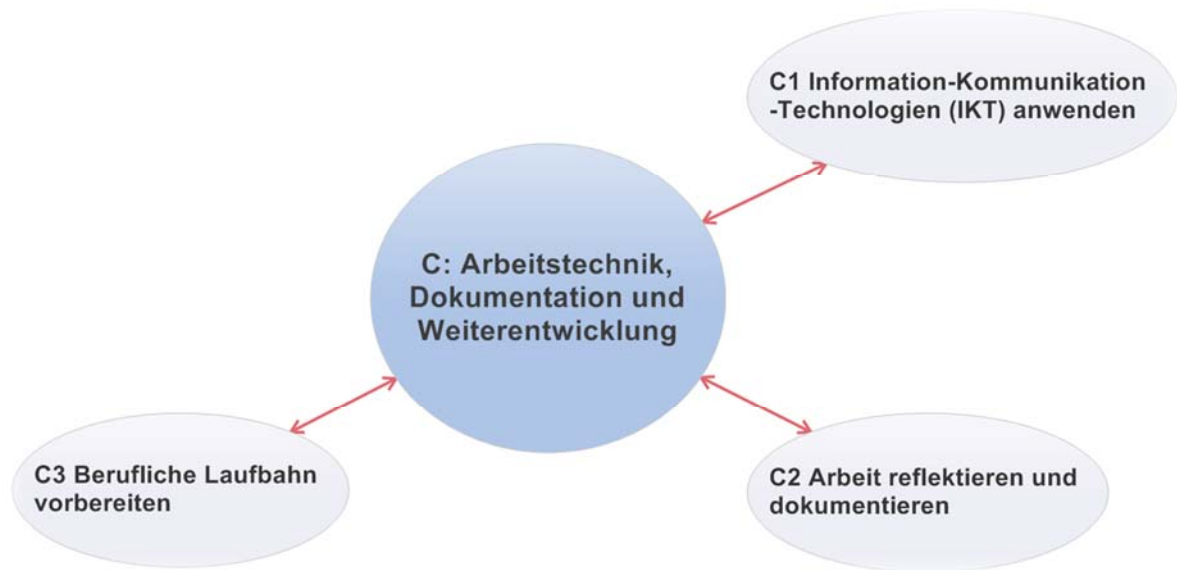 C1 Information-Kommunikation
-Technologien (IKT) anwenden
C: Arbeitstechnik,
Dokumentation und
Weiterentwicklung
C3 Berufliche Laufbahn
vorbereiten
C2 Arbeit reflektieren und
dokumentieren